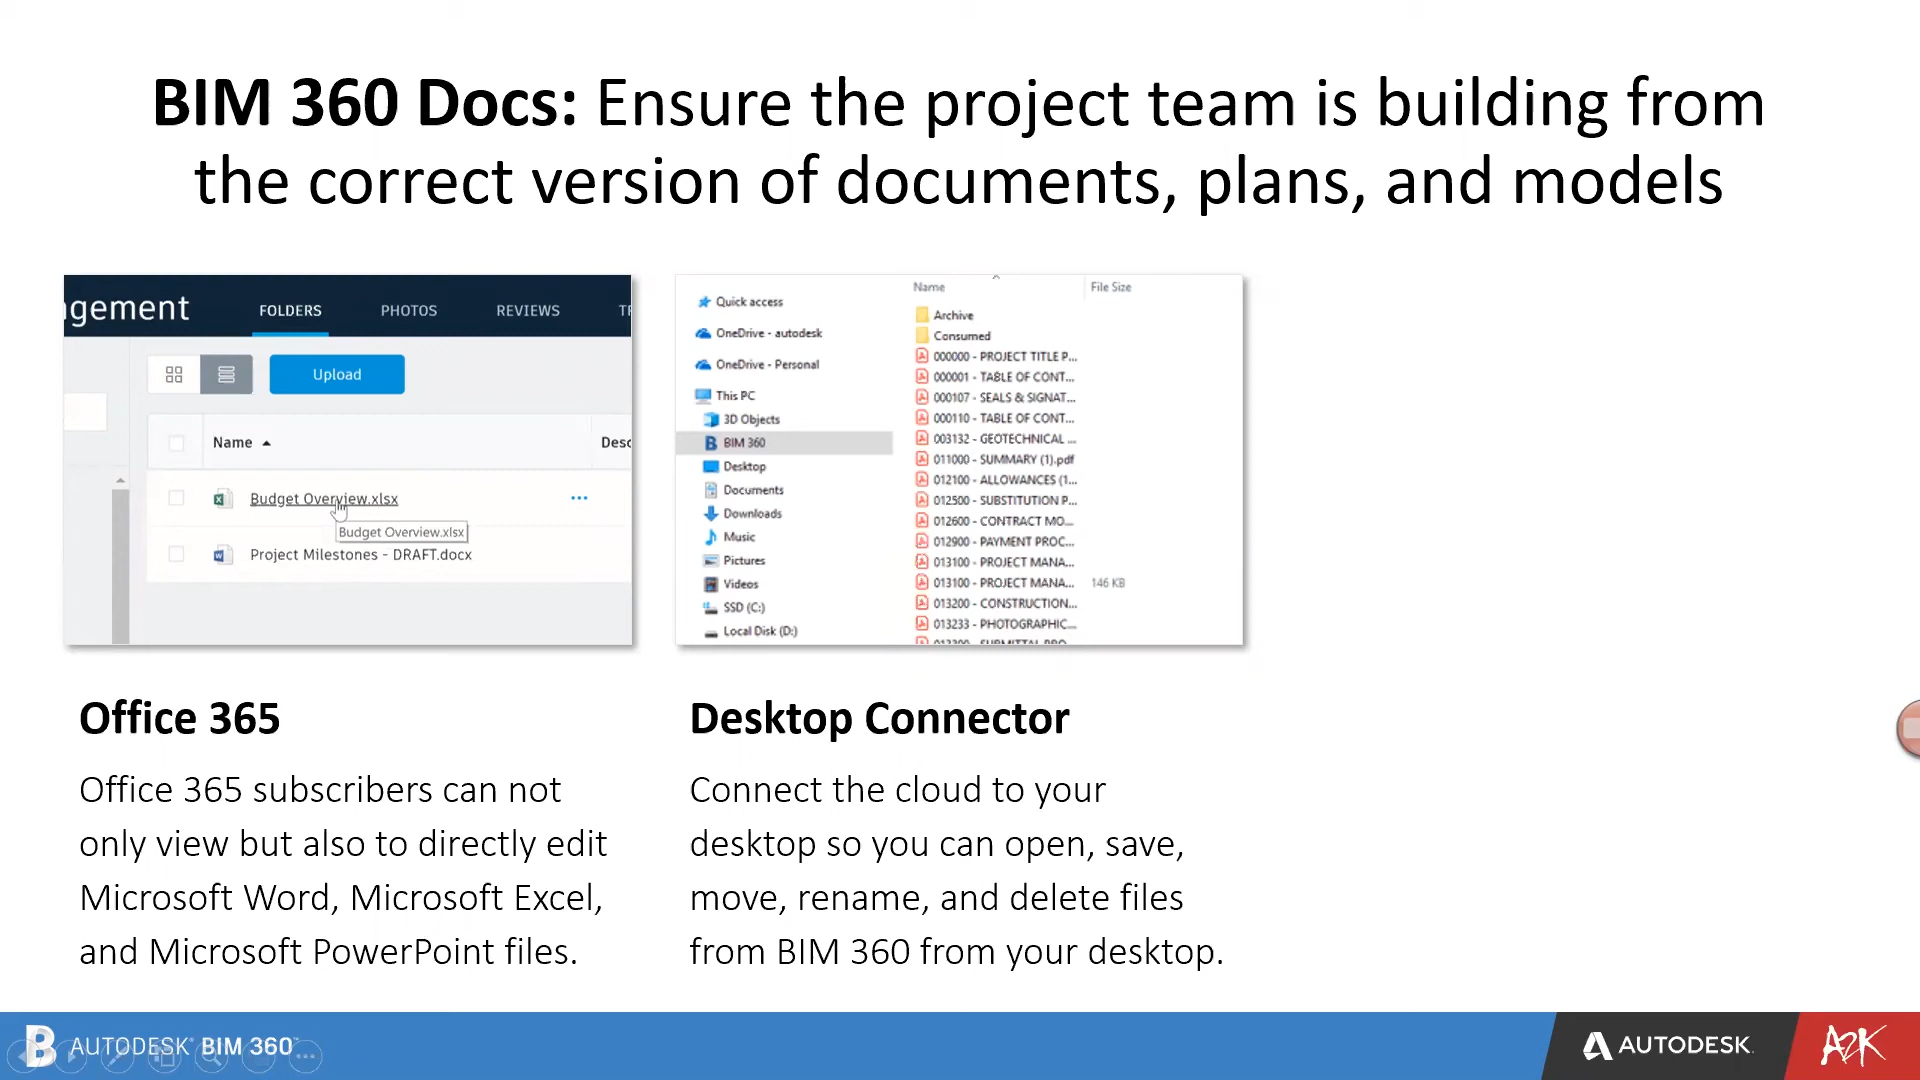 BIM 360 Docs: Ensure the project team is building from
the correct version of documents, plans, and models
gement
FOLDERS
PHOTOS
REVIEWS
Upload
Name
Desc
Budget Overview.xlsx
Budget Overview.xlsx
Project Milestones - DRAFT.docx
Quick access
OneDrive - autodesk
OneDrive - Personal
This PC
3D Objects
BIM 360
Desktop
Documents
Downloads
Music
Pictures
Videos
SSD (C:)
Local Disk (D:)
Name
File Size
Archive
Consumed
000000 - PROJECT TITLE P...
000001 - TABLE OF CONT...
000107 - SEALS & SIGNAT...
000110 - TABLE OF CONT...
003132 - GEOTECHNICAL ...
011000 - SUMMARY (1).pdf
012100 - ALLOWANCES (1...
012500 - SUBSTITUTION P...
012600 - CONTRACT MO...
012900 - PAYMENT PROC...
013100 - PROJECT MANA...
013100 - PROJECT MANA... 146 KB
013200 - CONSTRUCTION...
013233 - PHOTOGRAPHIC...
Office 365
Office 365 subscribers can not
only view but also to directly edit
Microsoft Word, Microsoft Excel,
and Microsoft PowerPoint files.
Desktop Connector
Connect the cloud to your
desktop so you can open, save,
move, rename, and delete files
from BIM 360 from your desktop.
AUTODESK BIM 360
AUTODESK
A2K